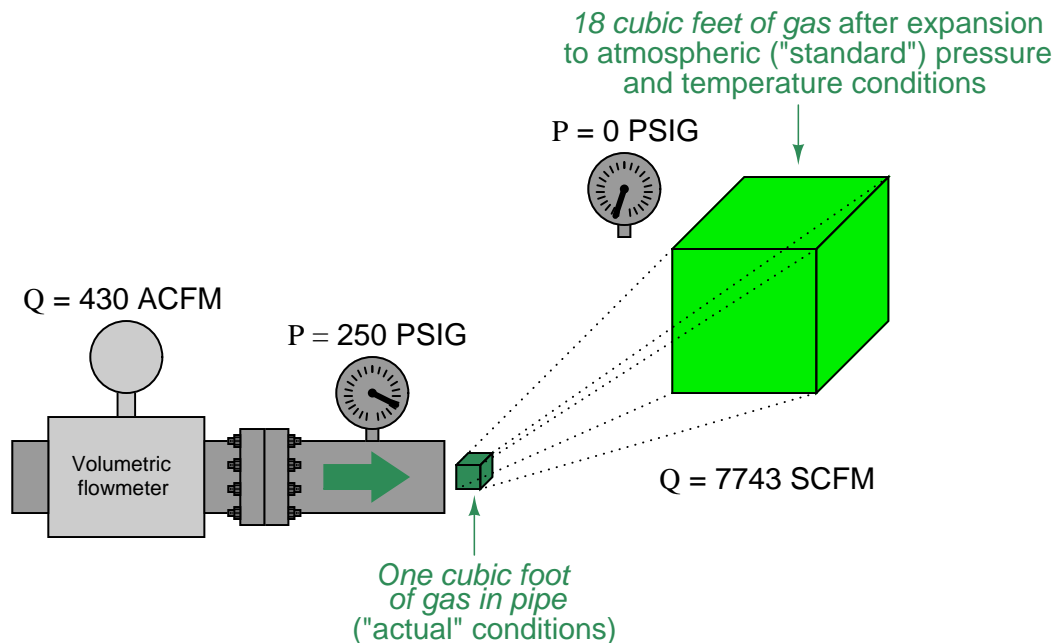 18 cubic feet of gas after expansion
to atmospheric ("standard") pressure
and temperature conditions
P = 0 PSIG
Q = 430 ACFM
P = 250 PSIG
Volumetric
flowmeter
Q = 7743 SCFM
One cubic foot
of gas in pipe
("actual" conditions)